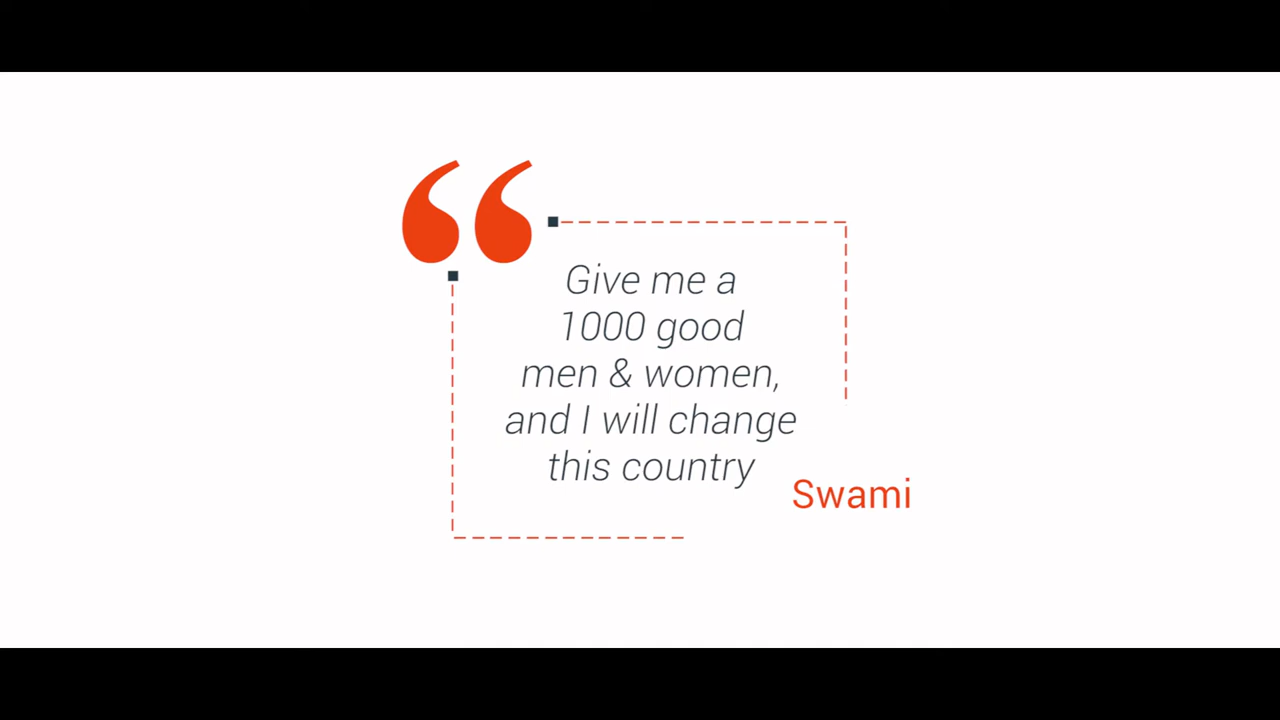 Give me a
1000 good
men & women,
and I will change
this country
Swami